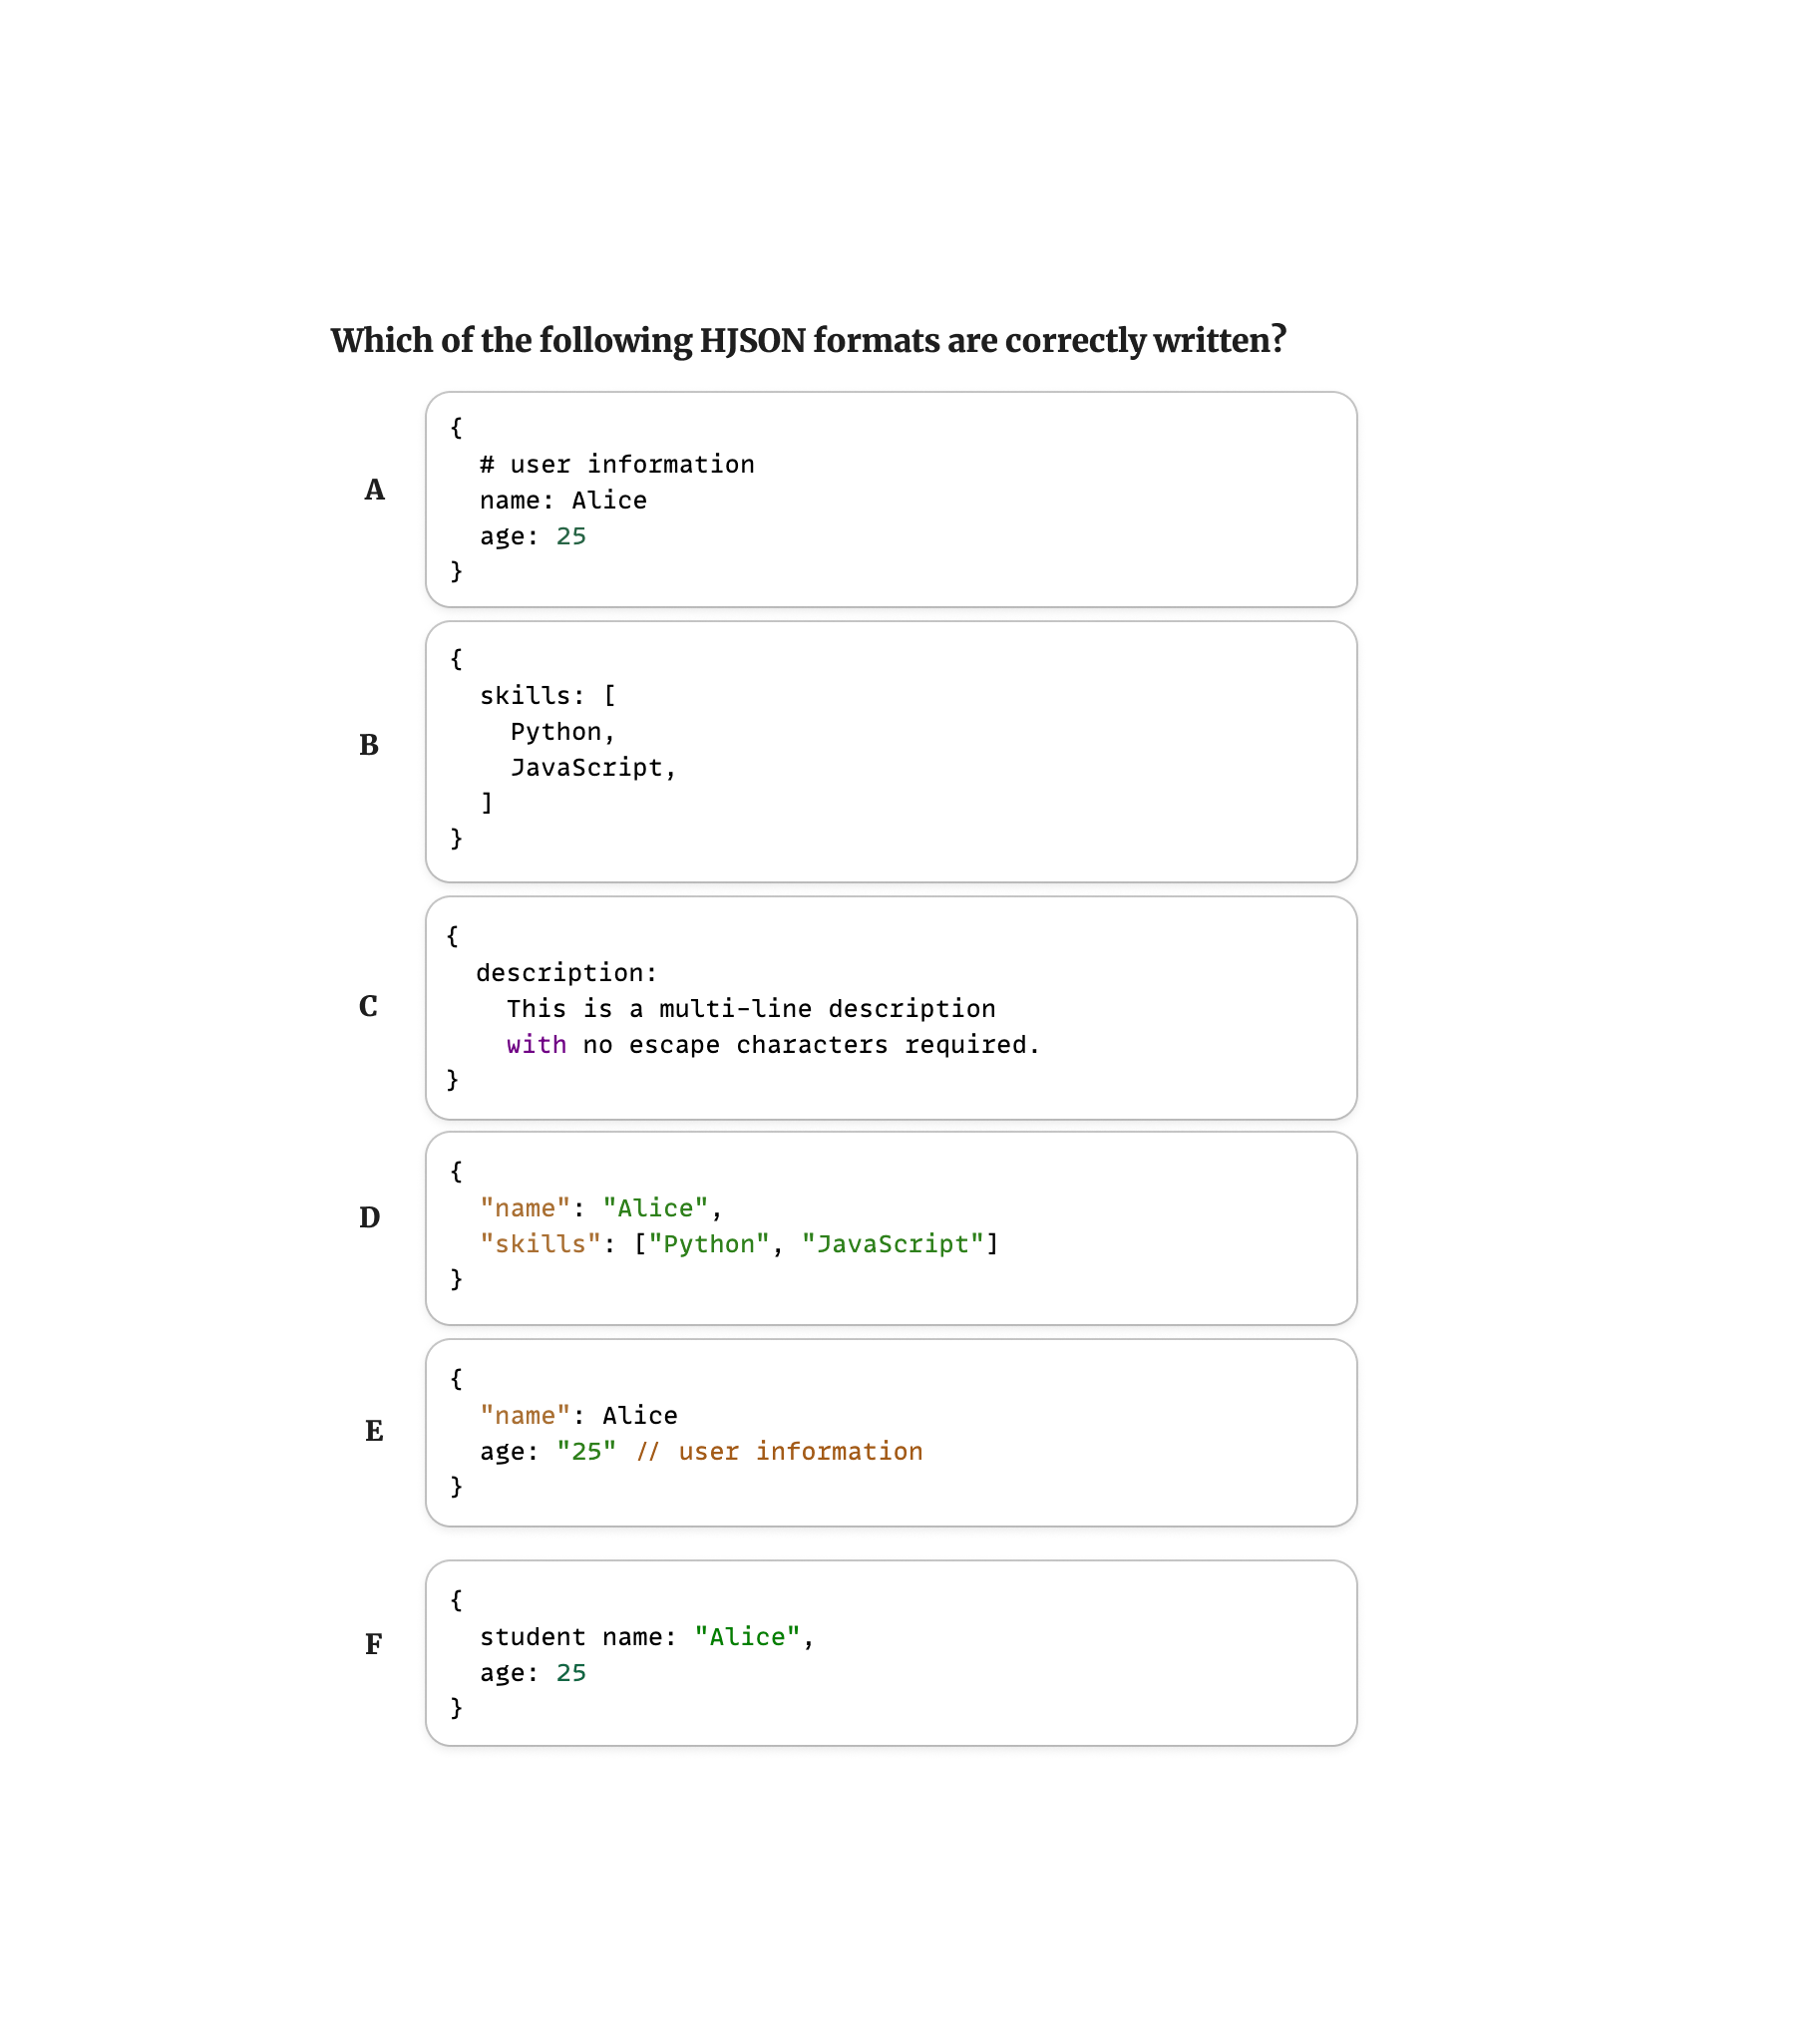 Which of the following HJSON formats are correctly written?
A
{
  # user information
  name: Alice
  age: 25
}
B
{
  skills: [
    Python,
    JavaScript,
  ]
}
C
{
  description:
    This is a multi-line description
    with no escape characters required.
}
D
{
  "name": "Alice",
  "skills": ["Python", "JavaScript"]
}
E
{
  "name": Alice
  age: "25" // user information
}
F
{
  student name: "Alice",
  age: 25
}